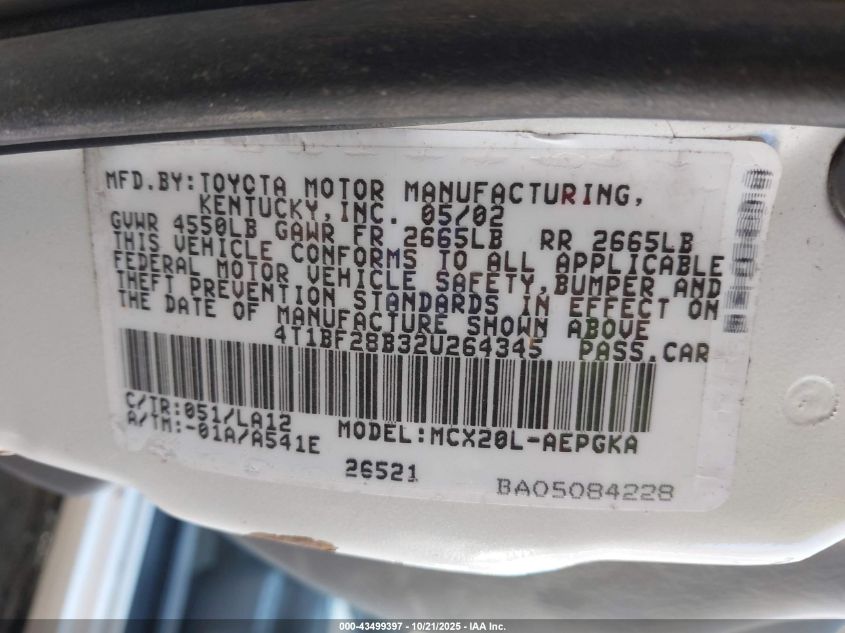 MFD.BY:TOYOTA MOTOR MANUFACTURING,
KENTUCKY,INC. 05/02
GVWR 4550LB GAWR FR 2665LB RR 2665LB
THIS VEHICLE CONFORMS TO ALL APPLICABLE
FEDERAL MOTOR VEHICLE SAFETY,BUMPER AND
THEFT PREVENTION STANDARDS IN EFFECT ON
THE DATE OF MANUFACTURE SHOWN ABOVE
4T1BF28B32U264345 PASS.CAR
C/TR:051/LA12
A/TM:-01A/A541E
MODEL:MCX20L-AEPGKA
26521
BA05084228
000-43499397 | 10/21/2025 | IAA Inc.